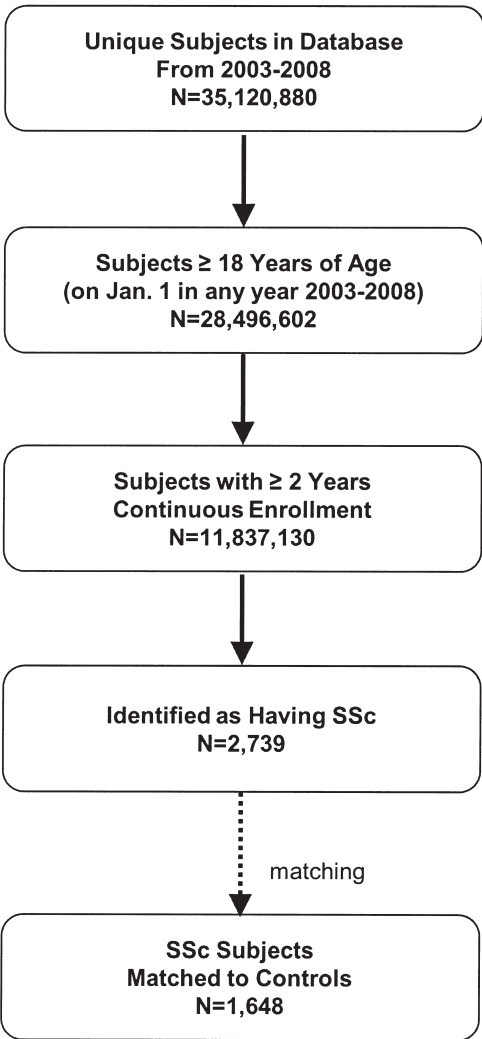 Unique Subjects in Database
From 2003-2008
N=35,120,880
Subjects ≥ 18 Years of Age
(on Jan. 1 in any year 2003-2008)
N=28,496,602
Subjects with ≥ 2 Years
Continuous Enrollment
N=11,837,130
Identified as Having SSc
N=2,739
matching
SSc Subjects
Matched to Controls
N=1,648